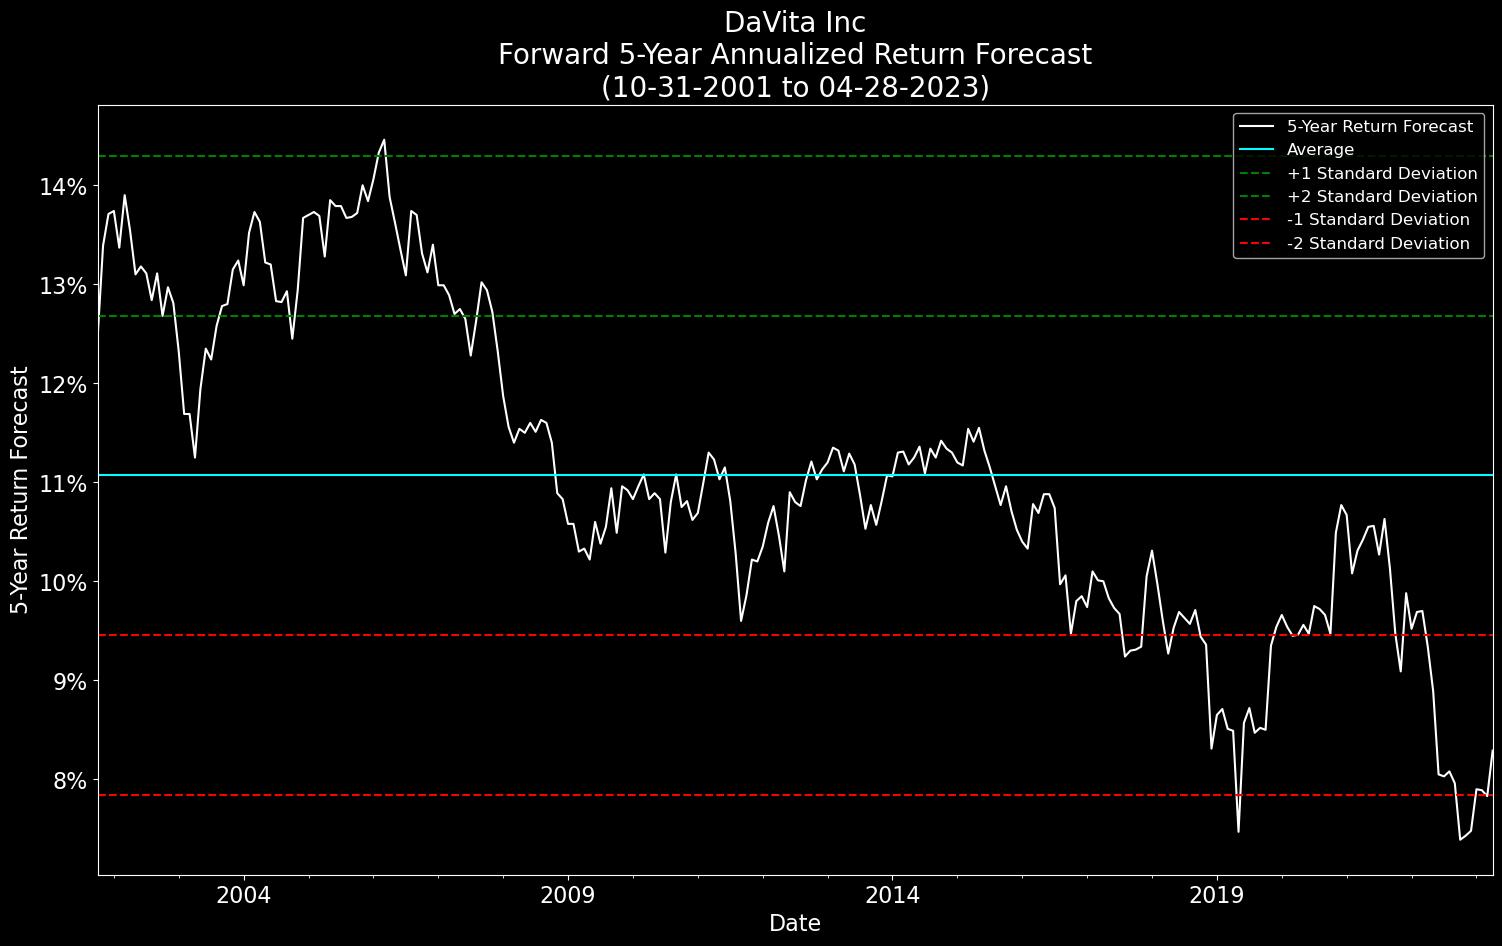 DaVita Inc
Forward 5-Year Annualized Return Forecast
(10-31-2001 to 04-28-2023)
5-Year Return Forecast
Average
+1 Standard Deviation
+2 Standard Deviation
-1 Standard Deviation
-2 Standard Deviation
14%
13%
12%
11%
10%
9%
8%
5-Year Return Forecast
2004 2009 2014 2019
Date